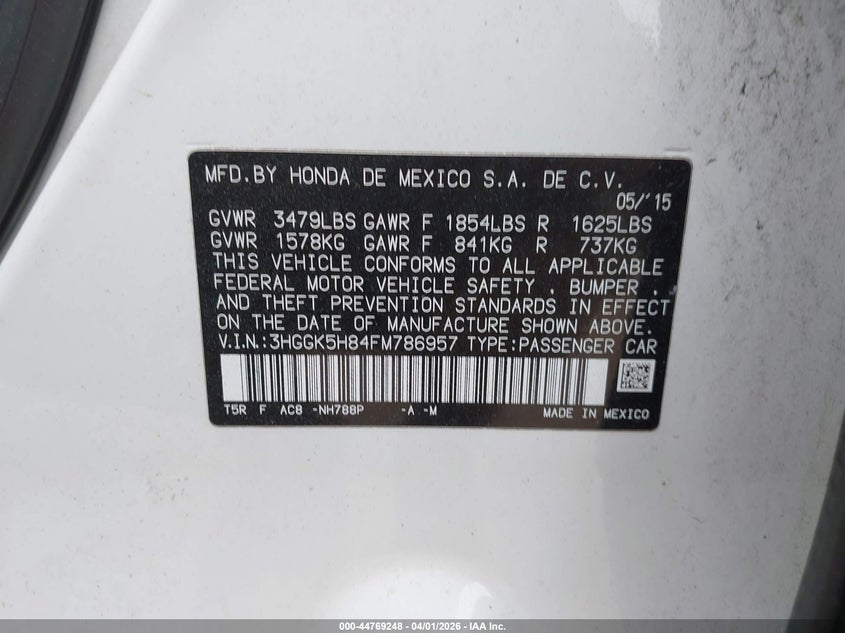 MFD.BY HONDA DE MEXICO S.A. DE C.V.
05/'15
GVWR 3479LBS GAWR F 1854LBS R 1625LBS
GVWR 1578KG GAWR F 841KG R 737KG
THIS VEHICLE CONFORMS TO ALL APPLICABLE
FEDERAL MOTOR VEHICLE SAFETY , BUMPER ,
AND THEFT PREVENTION STANDARDS IN EFFECT
ON THE DATE OF MANUFACTURE SHOWN ABOVE.
V.I.N.:3HGGK5H84FM786957 TYPE:PASSENGER CAR
T5R F AC8 -NH788P -A -M MADE IN MEXICO
000-44769248 | 04/01/2026 - IAA Inc.